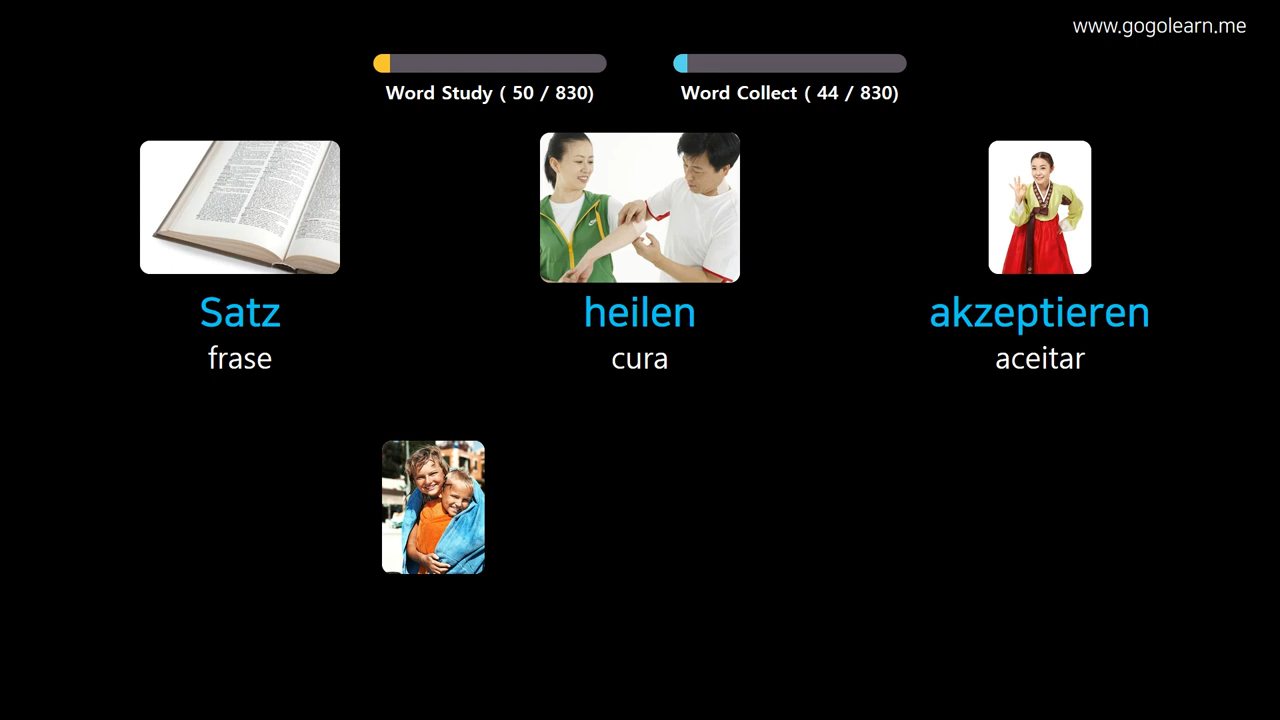 www.gogolearn.me
Word Study ( 50 / 830)
Word Collect ( 44 / 830)
Satz
frase
heilen
cura
akzeptieren
aceitar